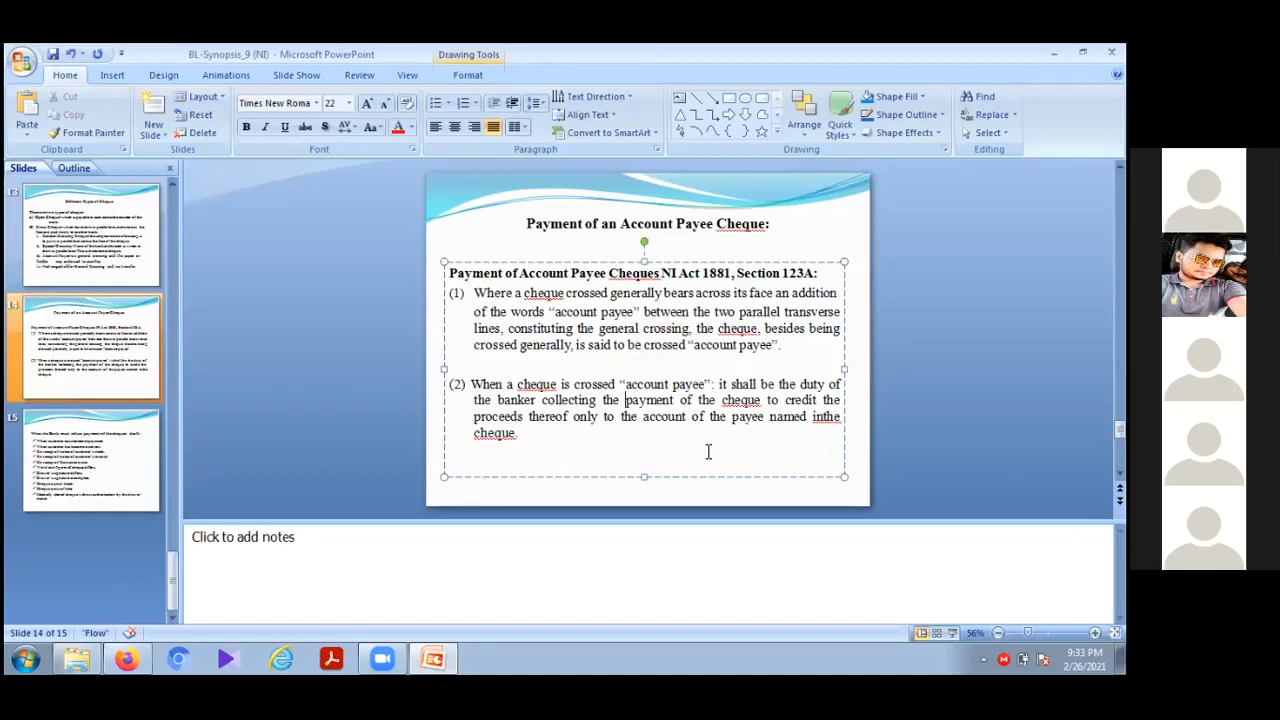 BL-Synopsis_9 (NI) - Microsoft PowerPoint
Drawing Tools
Home Insert Design Animations Slide Show Review View Format
Paste
Cut
Copy
Format Painter
Clipboard
New Slide
Layout
Reset
Delete
Slides
Times New Roma 22
Font
Paragraph
Text Direction
Align Text
Convert to SmartArt
Arrange
Quick Styles
Shape Fill
Shape Outline
Shape Effects
Drawing
Find
Replace
Select
Editing
Slides Outline
13
14
15
Payment of an Account Payee Cheque:
Payment of Account Payee Cheques NI Act 1881, Section 123A:
(1) Where a cheque crossed generally bears across its face an addition
of the words “account payee” between the two parallel transverse
lines, constituting the general crossing, the cheque, besides being
crossed generally, is said to be crossed “account payee”.
(2) When a cheque is crossed “account payee”: it shall be the duty of
the banker collecting the payment of the cheque to credit the
proceeds thereof only to the account of the payee named inthe
cheque.
Click to add notes
Slide 14 of 15
"Flow"
56%
9:33 PM
2/26/2021